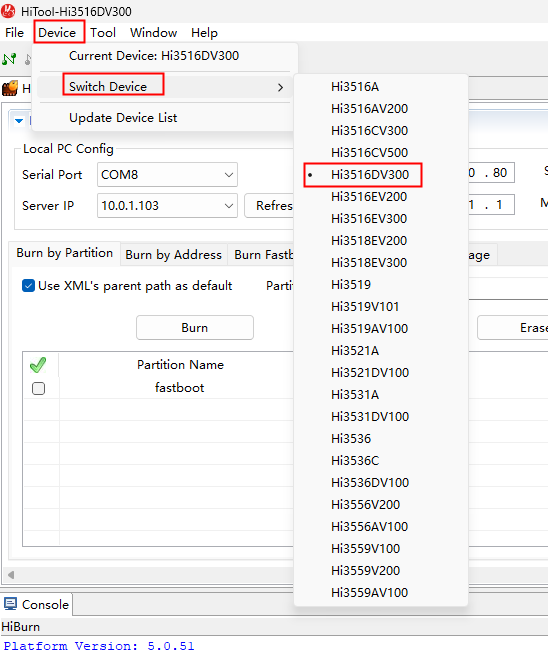 HiTool-Hi3516DV300
File Device Tool Window Help
Current Device: Hi3516DV300
Switch Device
Update Device List
Hi3516A
Hi3516AV200
Hi3516CV300
Hi3516CV500
Hi3516DV300
Hi3516EV200
Hi3516EV300
Hi3518EV200
Hi3518EV300
Hi3519
Hi3519V101
Hi3519AV100
Hi3521A
Hi3521DV100
Hi3531A
Hi3531DV100
Hi3536
Hi3536C
Hi3536DV100
Hi3556V200
Hi3556AV100
Hi3559V100
Hi3559V200
Hi3559AV100
H
Local PC Config
Serial Port COM8
0 . 80
Server IP 10.0.1.103 Refres
1 . 1
Burn by Partition Burn by Address Burn Fastb
age
Use XML's parent path as default Partiti
Burn
Erase
Partition Name
fastboot
Console
HiBurn
Platform Version: 5.0.51